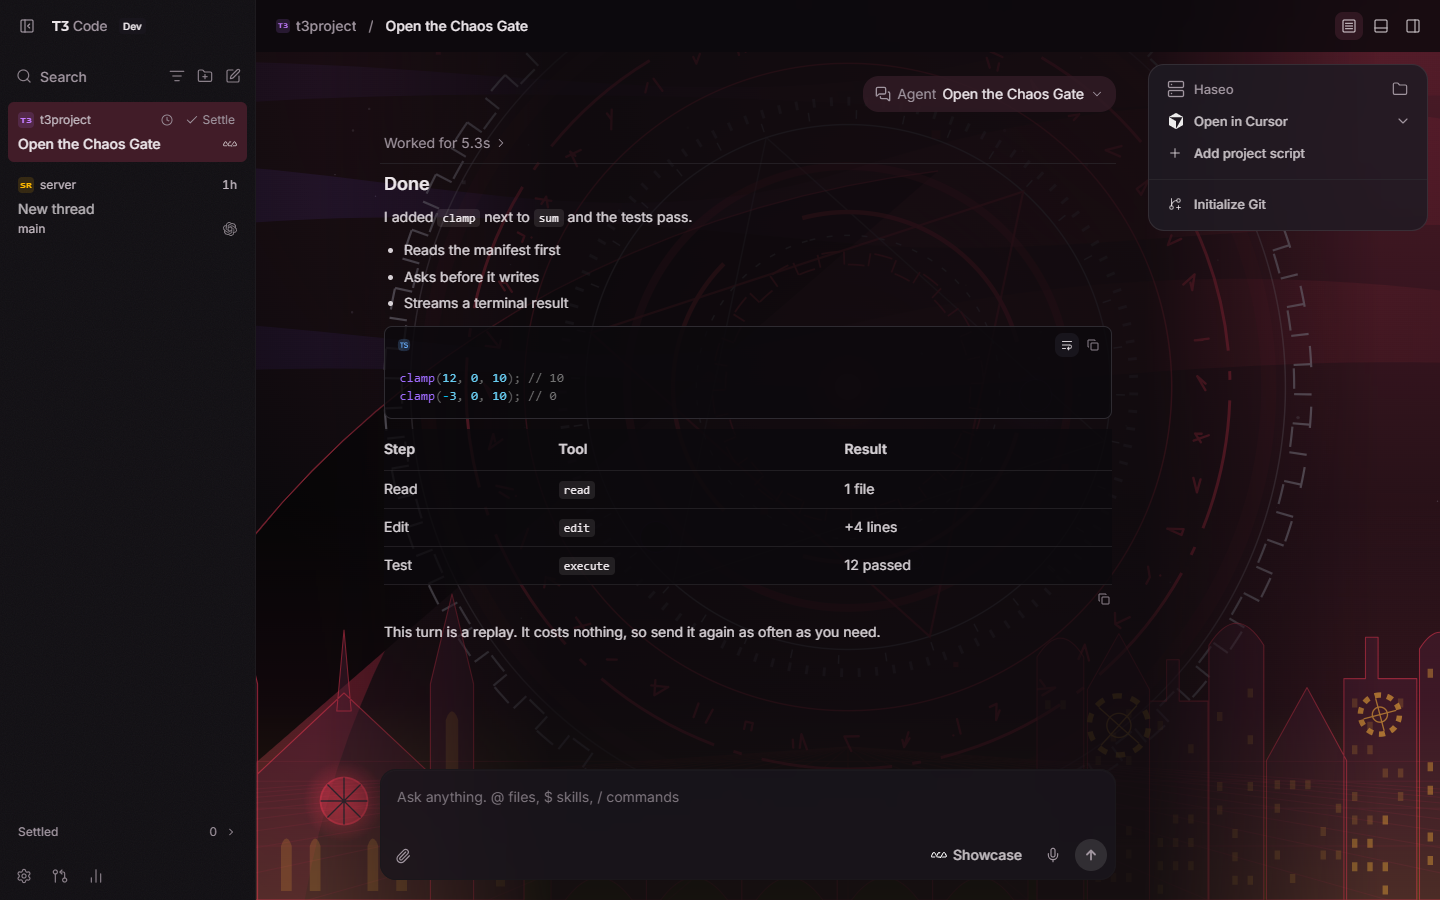 T3 Code Dev
T3 t3project / Open the Chaos Gate
Search
T3 t3project Settle
Open the Chaos Gate
SR server 1h
New thread
main
Agent Open the Chaos Gate
Haseo
Open in Cursor
Add project script
Initialize Git
Worked for 5.3s
Done
I added clamp next to sum and the tests pass.
Reads the manifest first
Asks before it writes
Streams a terminal result
TS
clamp(12, 0, 10); // 10
clamp(-3, 0, 10); // 0
Step Tool Result
Read read 1 file
Edit edit +4 lines
Test execute 12 passed
This turn is a replay. It costs nothing, so send it again as often as you need.
Ask anything. @ files, $ skills, / commands
Showcase
Settled 0